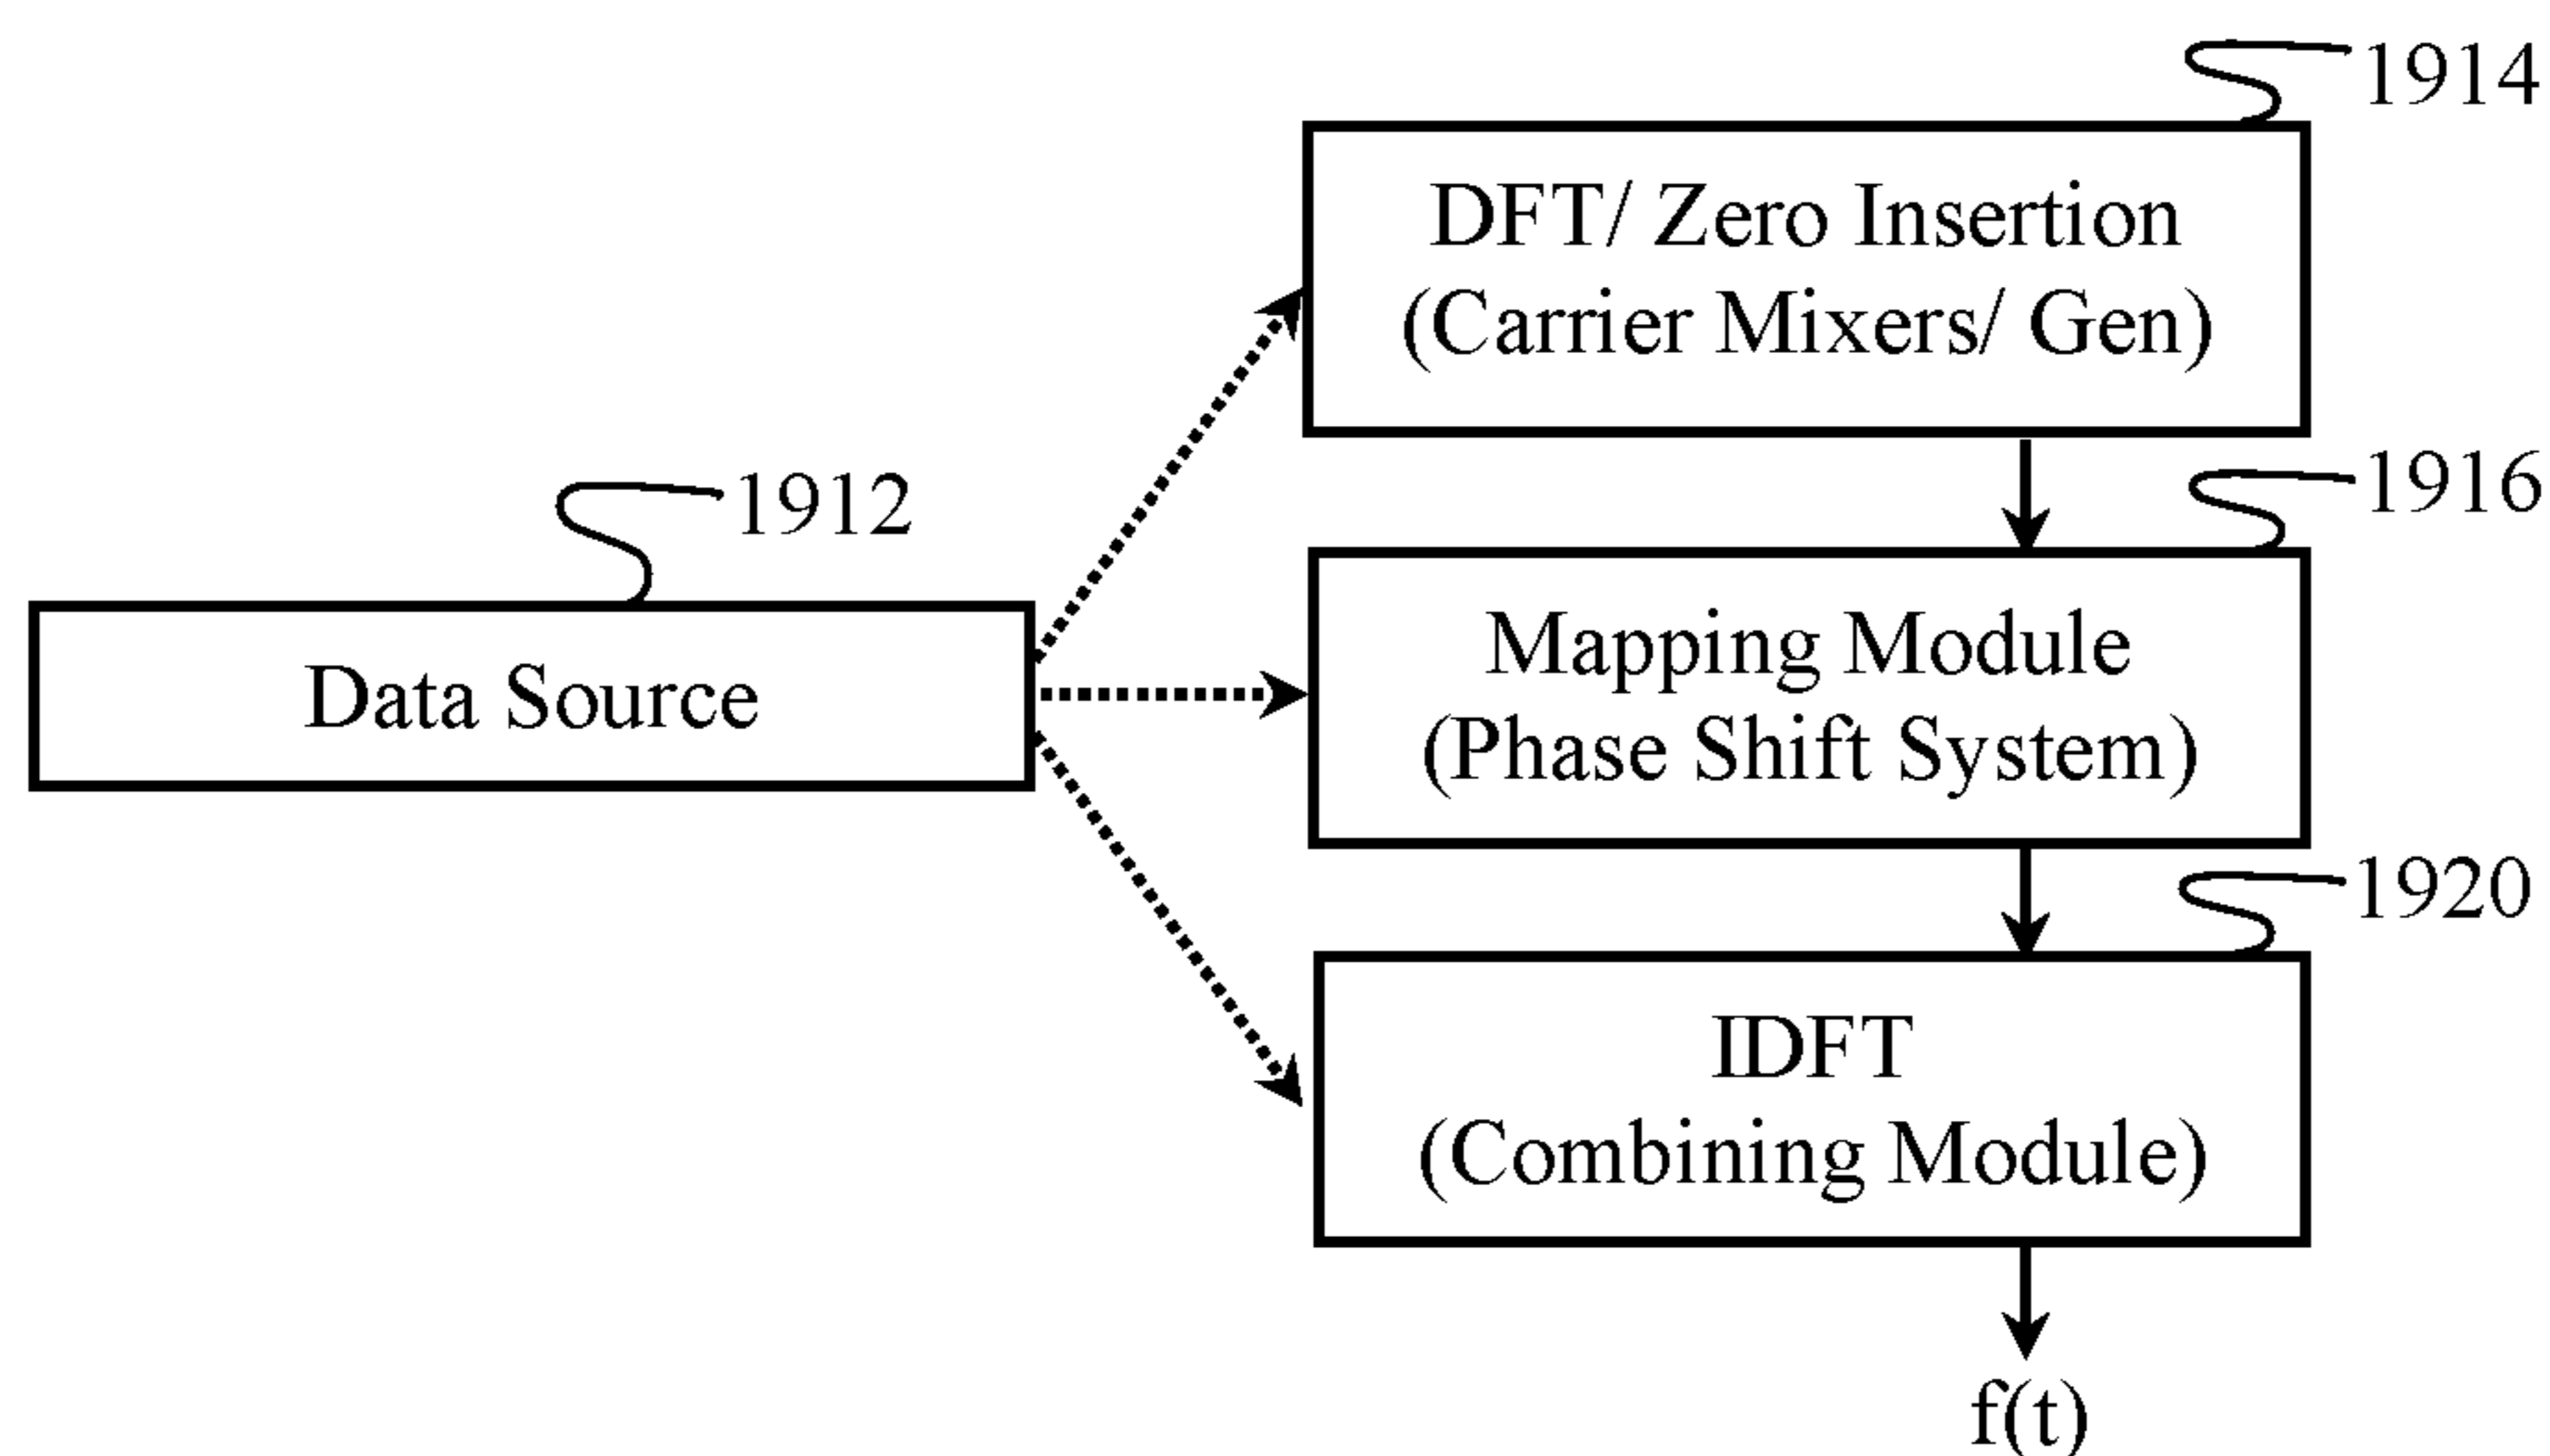 1914
DFT/ Zero Insertion
(Carrier Mixers/ Gen)
1912
1916
Data Source
Mapping Module
(Phase Shift System)
1920
IDFT
(Combining Module)
f(t)